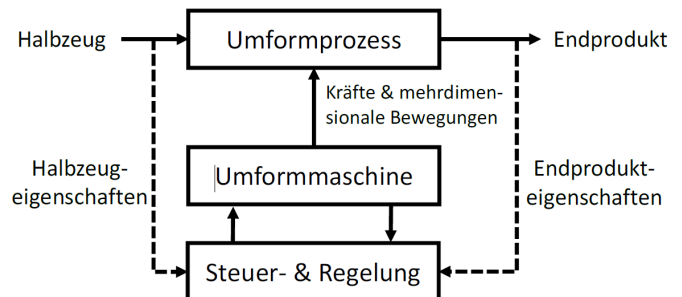 Halbzeug
Umformprozess
Endprodukt
Kräfte & mehrdimen-
sionale Bewegungen
Halbzeug-
eigenschaften
Umformmaschine
Endprodukt-
eigenschaften
Steuer- & Regelung